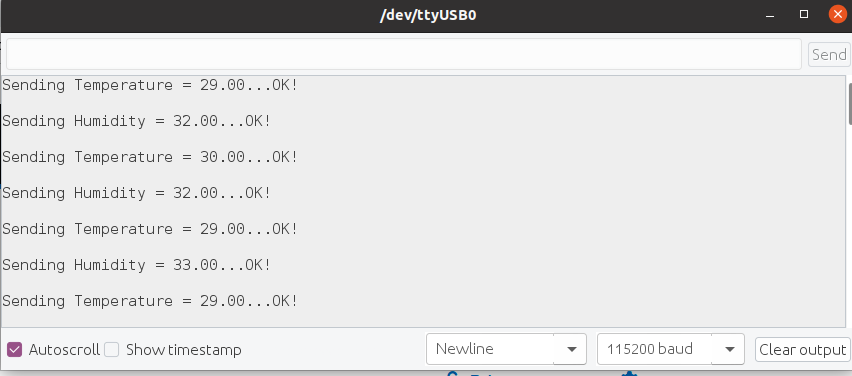 /dev/ttyUSB0
Send
Sending Temperature = 29.00...OK!
Sending Humidity = 32.00...OK!
Sending Temperature = 30.00...OK!
Sending Humidity = 32.00...OK!
Sending Temperature = 29.00...OK!
Sending Humidity = 33.00...OK!
Sending Temperature = 29.00...OK!
Autoscroll Show timestamp Newline 115200 baud Clear output